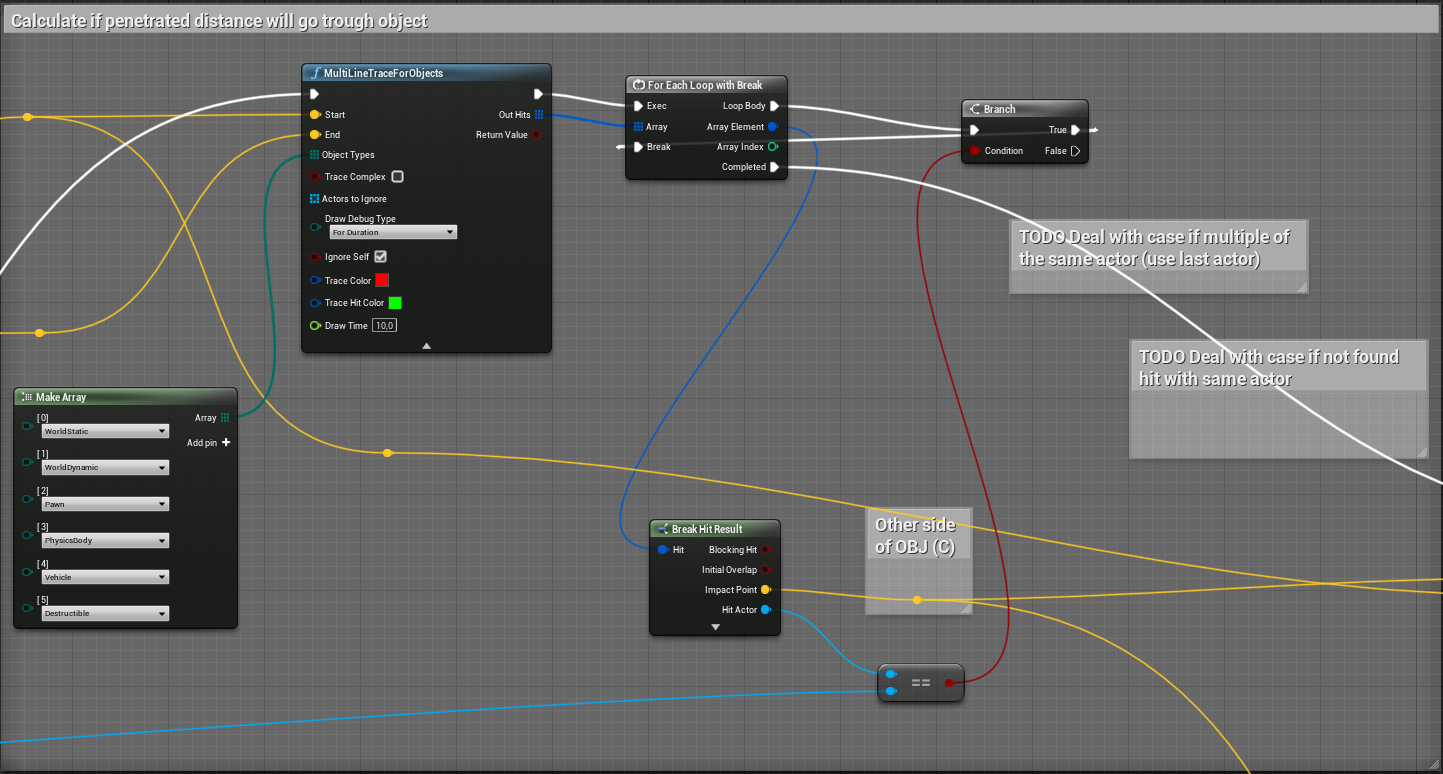 Calculate if penetrated distance will go trough object
MultiLineTraceForObjects
Start
Out Hits
End
Return Value
Object Types
Trace Complex
Actors to Ignore
Draw Debug Type
For Duration
Ignore Self
Trace Color
Trace Hit Color
Draw Time 10,0
For Each Loop with Break
Exec
Loop Body
Array
Array Element
Break
Array Index
Completed
Branch
True
Condition
False
TODO Deal with case if multiple of
the same actor (use last actor)
TODO Deal with case if not found
hit with same actor
Make Array
[0]
WorldStatic
Array
Add pin +
[1]
WorldDynamic
[2]
Pawn
[3]
PhysicsBody
[4]
Vehicle
[5]
Destructible
Break Hit Result
Hit
Blocking Hit
Initial Overlap
Impact Point
Hit Actor
Other side
of OBJ (C)
==